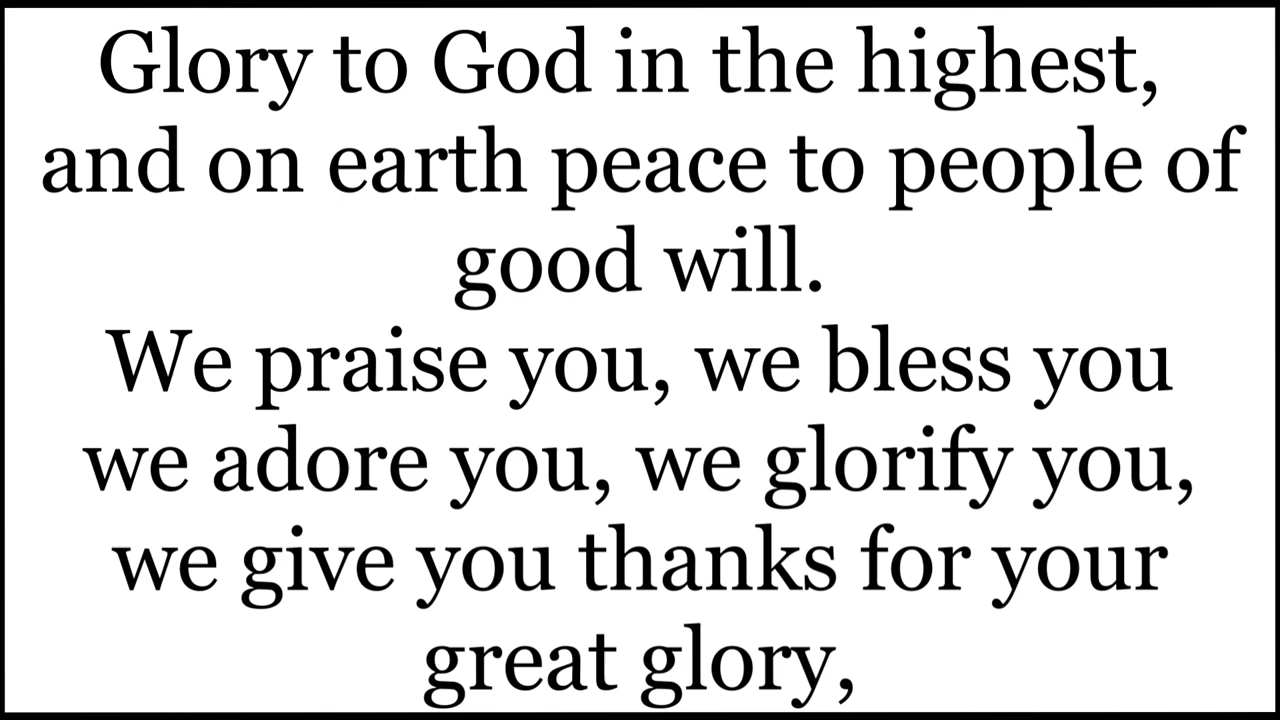 Glory to God in the highest,
and on earth peace to people of
good will.
We praise you, we bless you
we adore you, we glorify you,
we give you thanks for your
great glory,